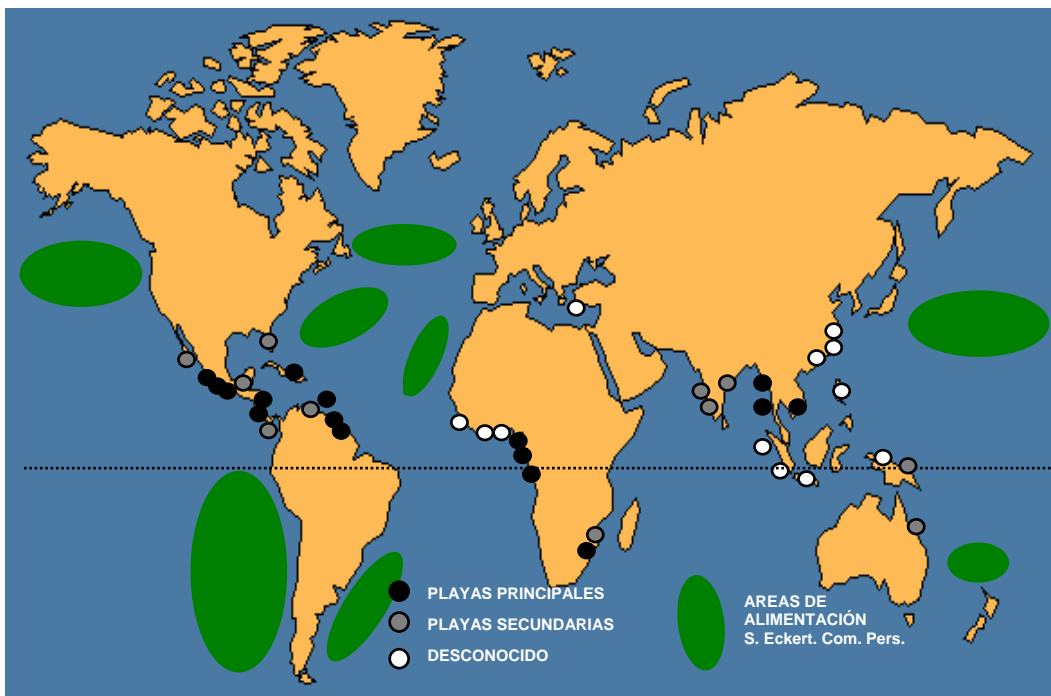 PLAYAS PRINCIPALES
PLAYAS SECUNDARIAS
DESCONOCIDO
AREAS DE
ALIMENTACIÓN
S. Eckert. Com. Pers.